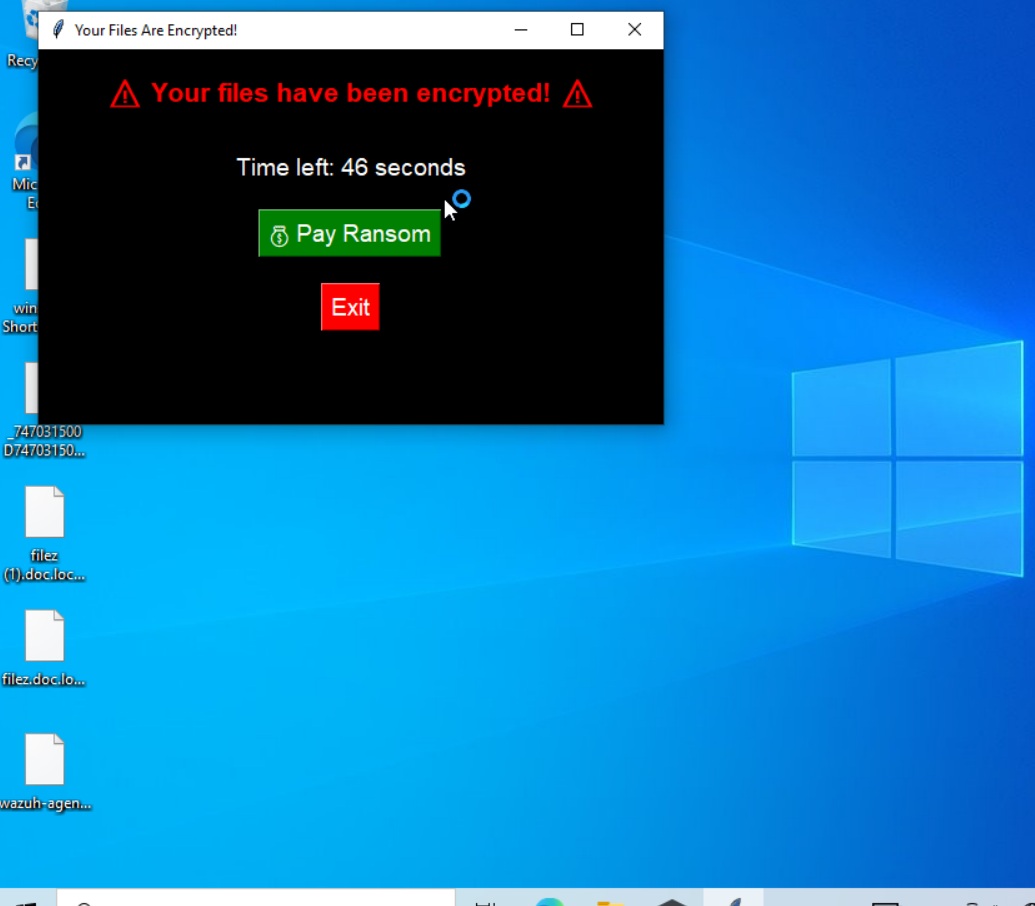 Your Files Are Encrypted!
⚠ Your files have been encrypted! ⚠
Time left: 46 seconds
Pay Ransom
Exit
Recy
Mic
E
win
Short
_747031500
D74703150...
filez
(1).doc.loc...
filez.doc.lo...
wazuh-agen...